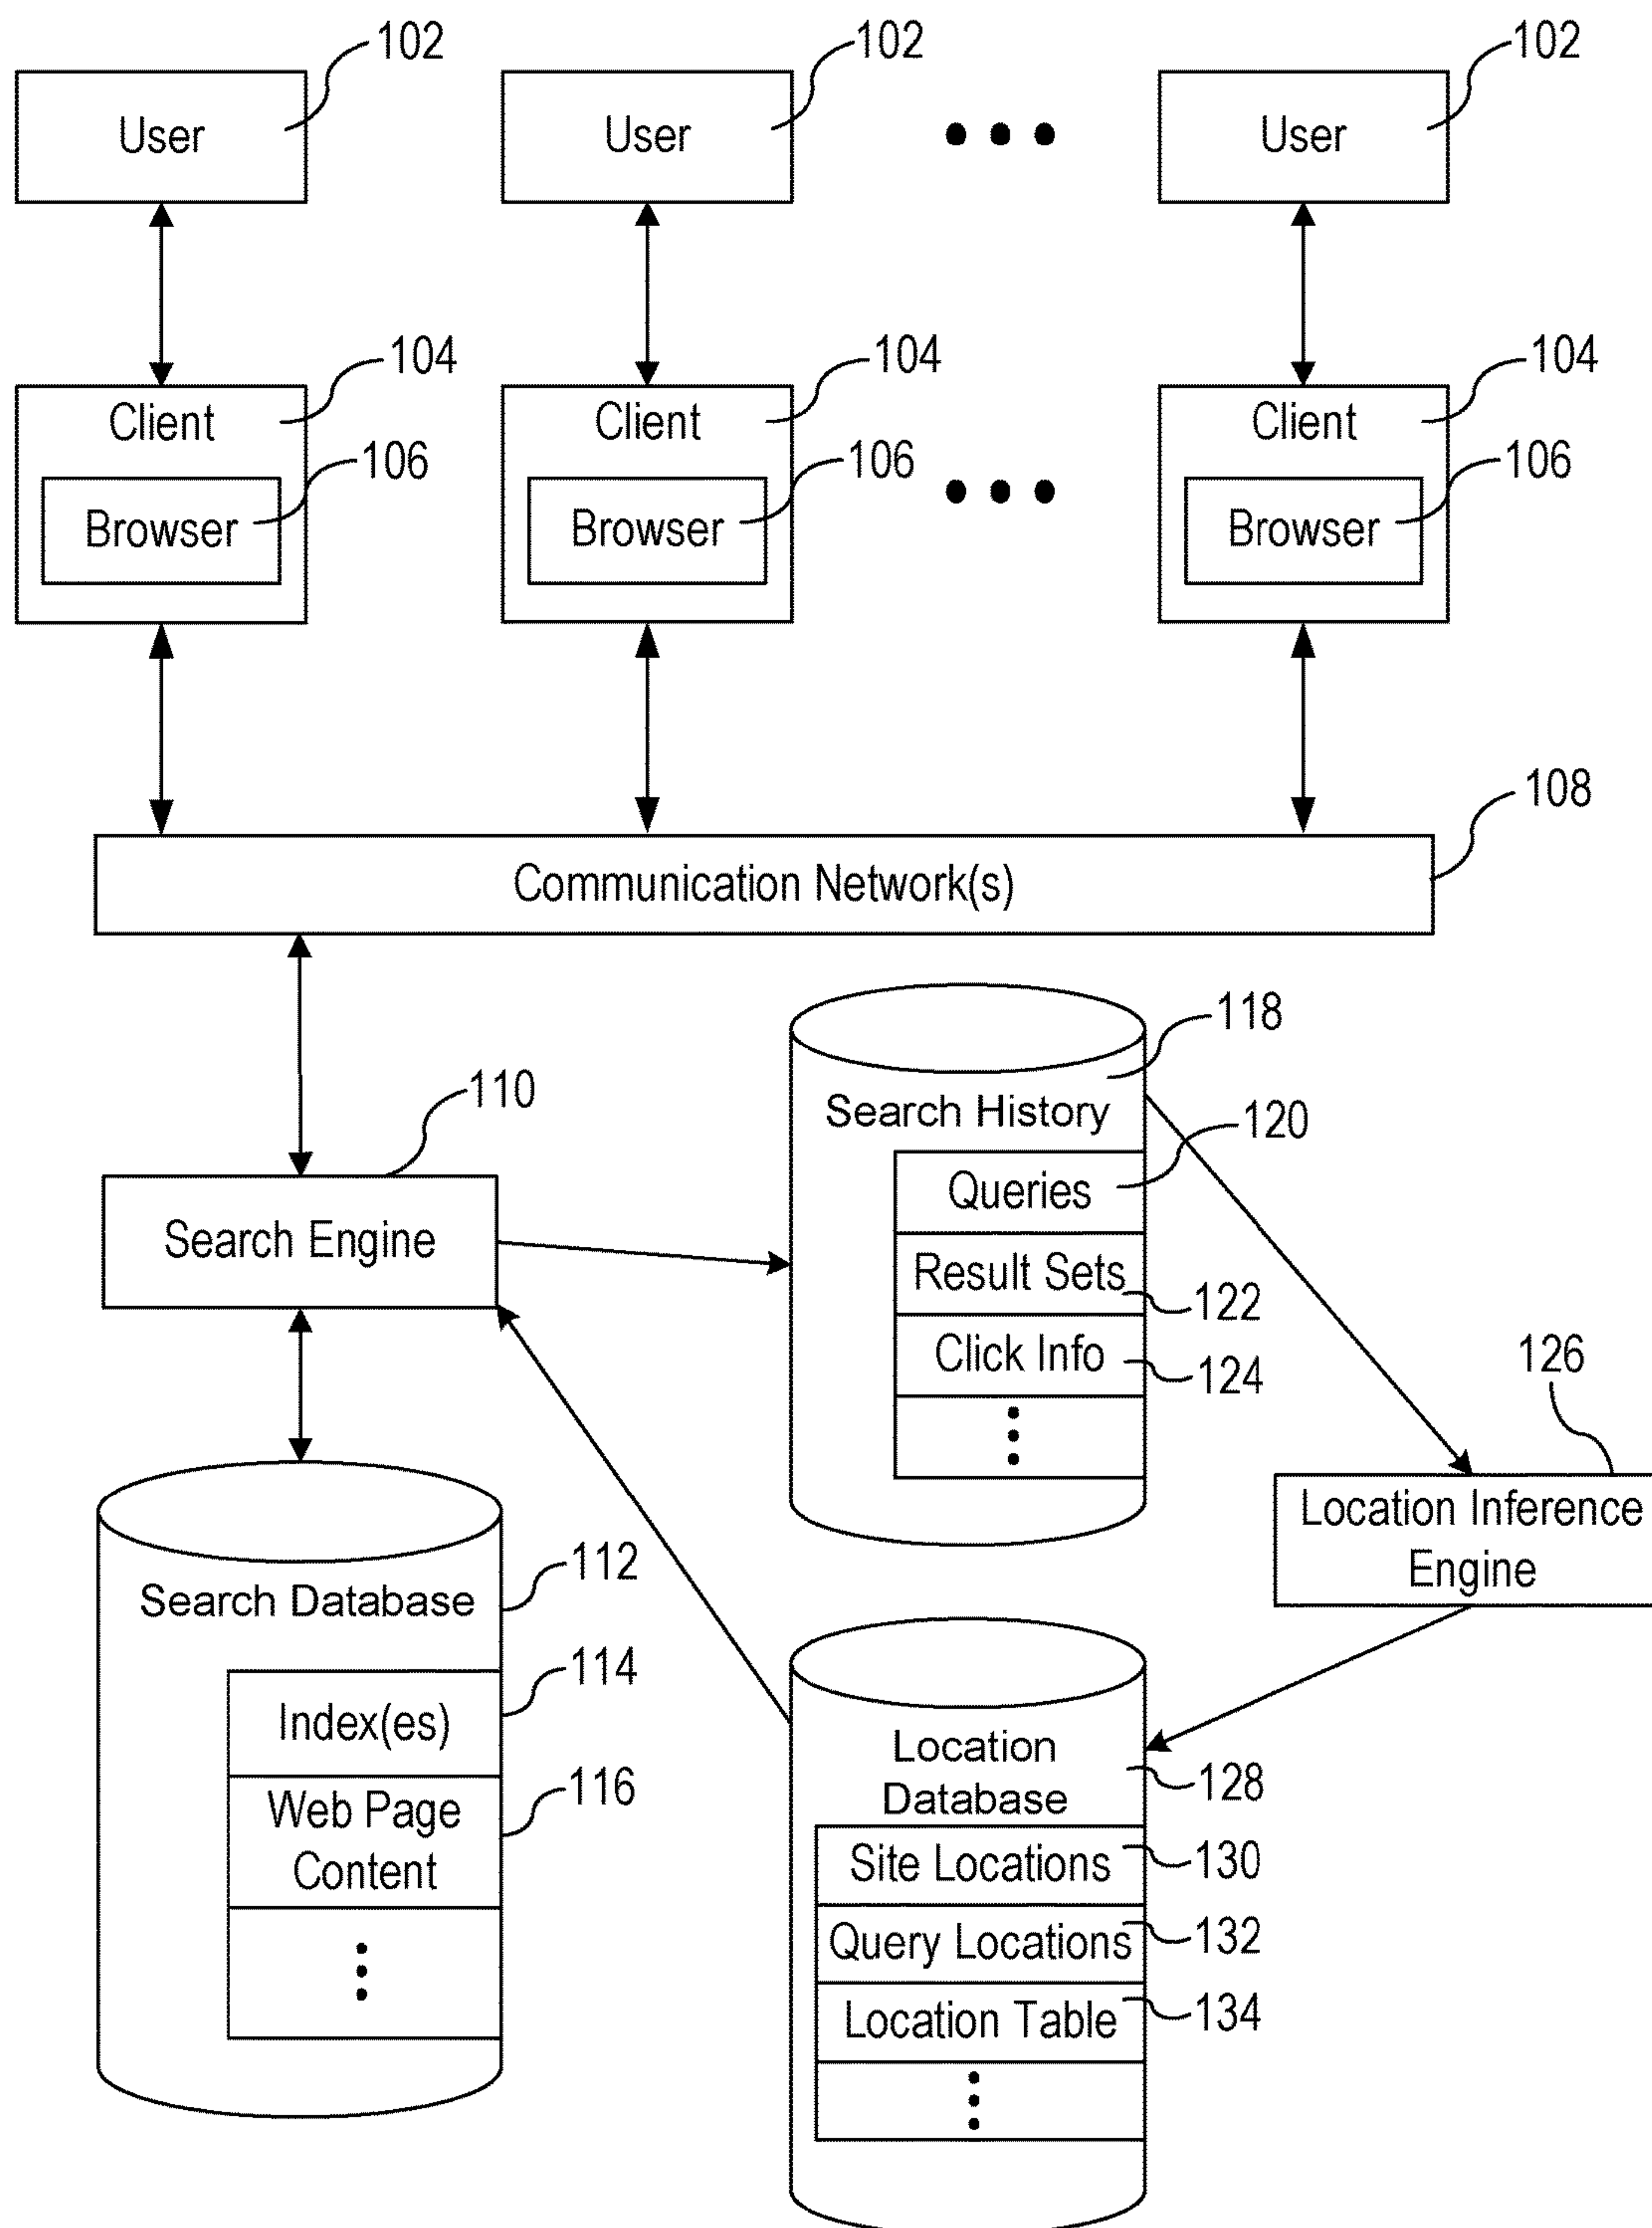 102
102
102
User
User
User
104
104
104
Client
Client
Client
106
106
106
Browser
Browser
Browser
108
Communication Network(s)
118
110
Search History
120
Queries
Search Engine
Result Sets
122
Click Info
124
126
Location Inference
Engine
112
Search Database
114
Index(es)
Location
Database
128
116
Web Page
Content
Site Locations
130
Query Locations
132
Location Table
134